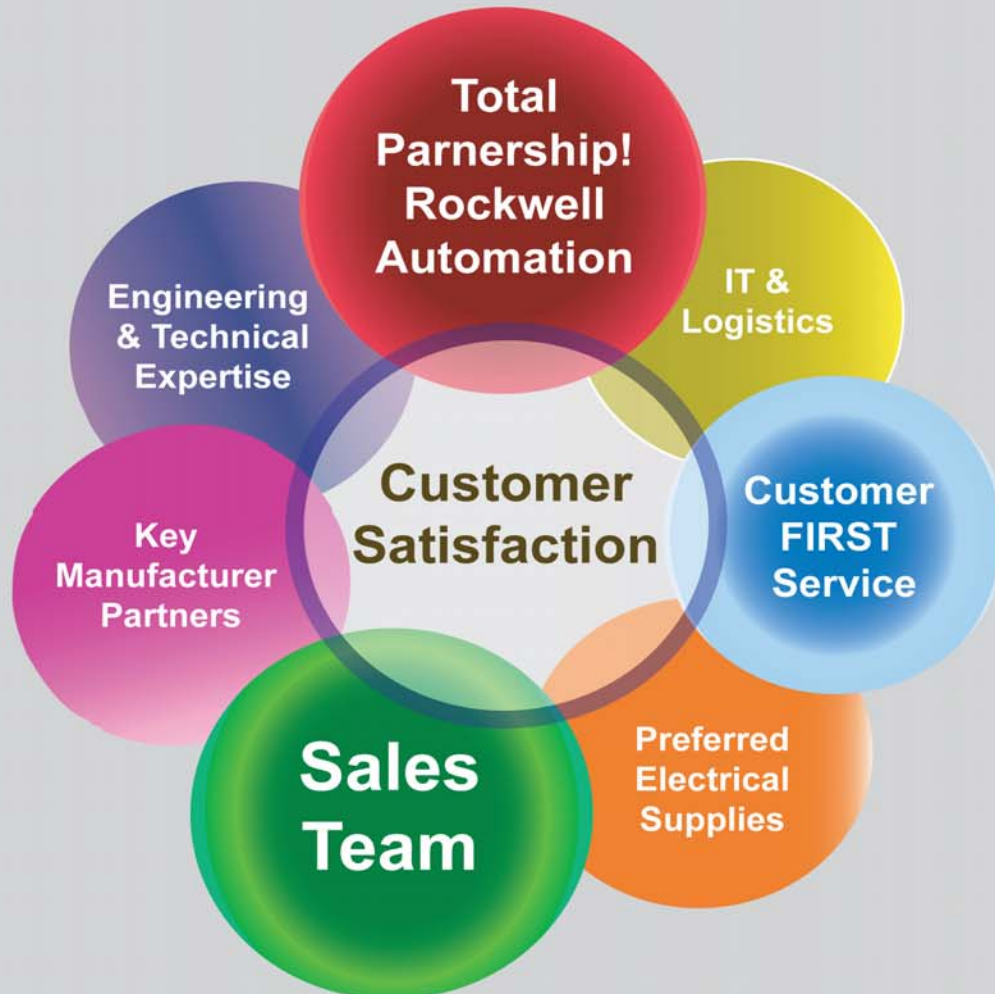 Total
Parnership!
Rockwell
Automation
IT &
Logistics
Engineering
& Technical
Expertise
Customer
Satisfaction
Customer
FIRST
Service
Key
Manufacturer
Partners
Sales
Team
Preferred
Electrical
Supplies